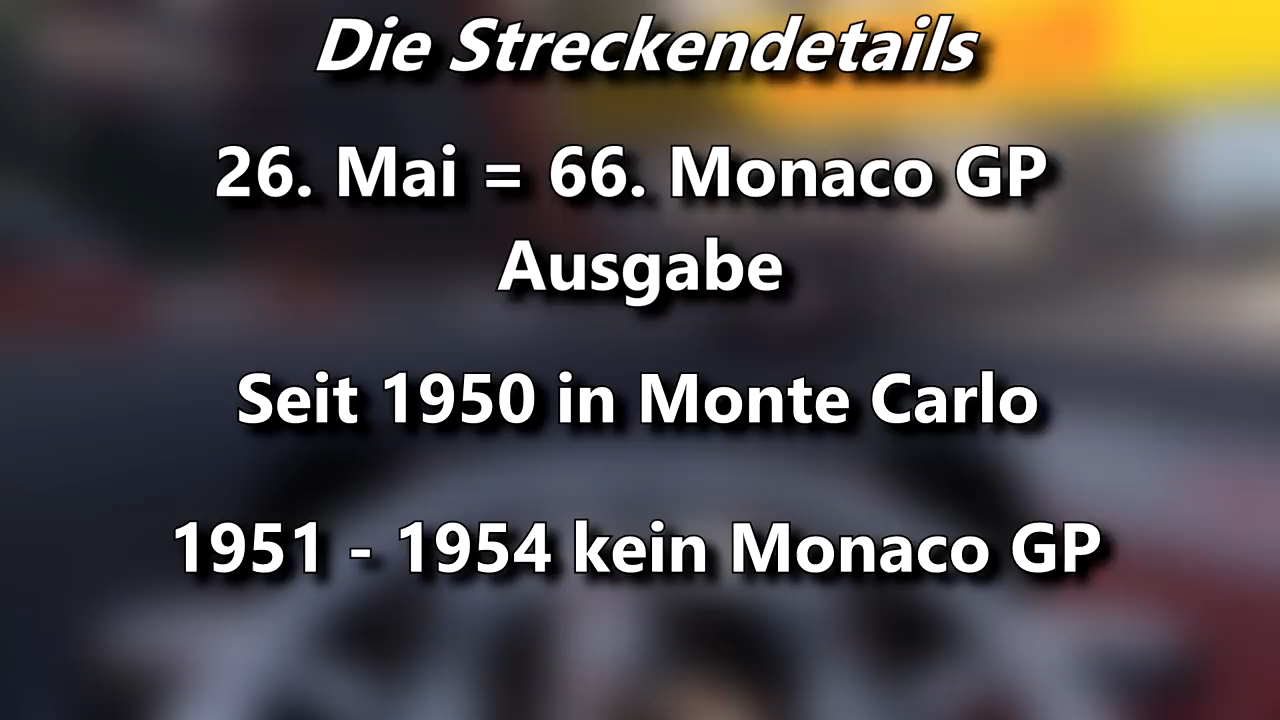 Die Streckendetails
26. Mai = 66. Monaco GP
Ausgabe
Seit 1950 in Monte Carlo
1951 - 1954 kein Monaco GP